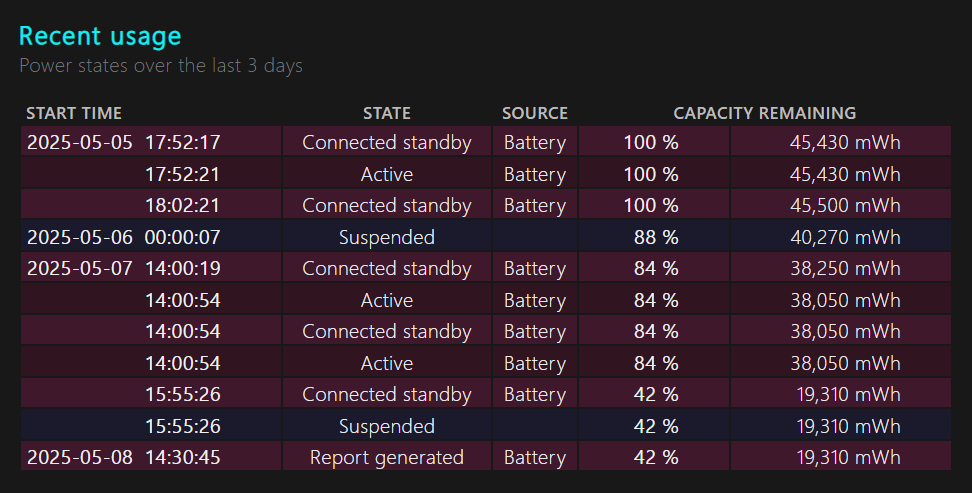 Recent usage
Power states over the last 3 days
START TIME STATE SOURCE CAPACITY REMAINING
2025-05-05 17:52:17 Connected standby Battery 100 % 45,430 mWh
17:52:21 Active Battery 100 % 45,430 mWh
18:02:21 Connected standby Battery 100 % 45,500 mWh
2025-05-06 00:00:07 Suspended 88 % 40,270 mWh
2025-05-07 14:00:19 Connected standby Battery 84 % 38,250 mWh
14:00:54 Active Battery 84 % 38,050 mWh
14:00:54 Connected standby Battery 84 % 38,050 mWh
14:00:54 Active Battery 84 % 38,050 mWh
15:55:26 Connected standby Battery 42 % 19,310 mWh
15:55:26 Suspended 42 % 19,310 mWh
2025-05-08 14:30:45 Report generated Battery 42 % 19,310 mWh